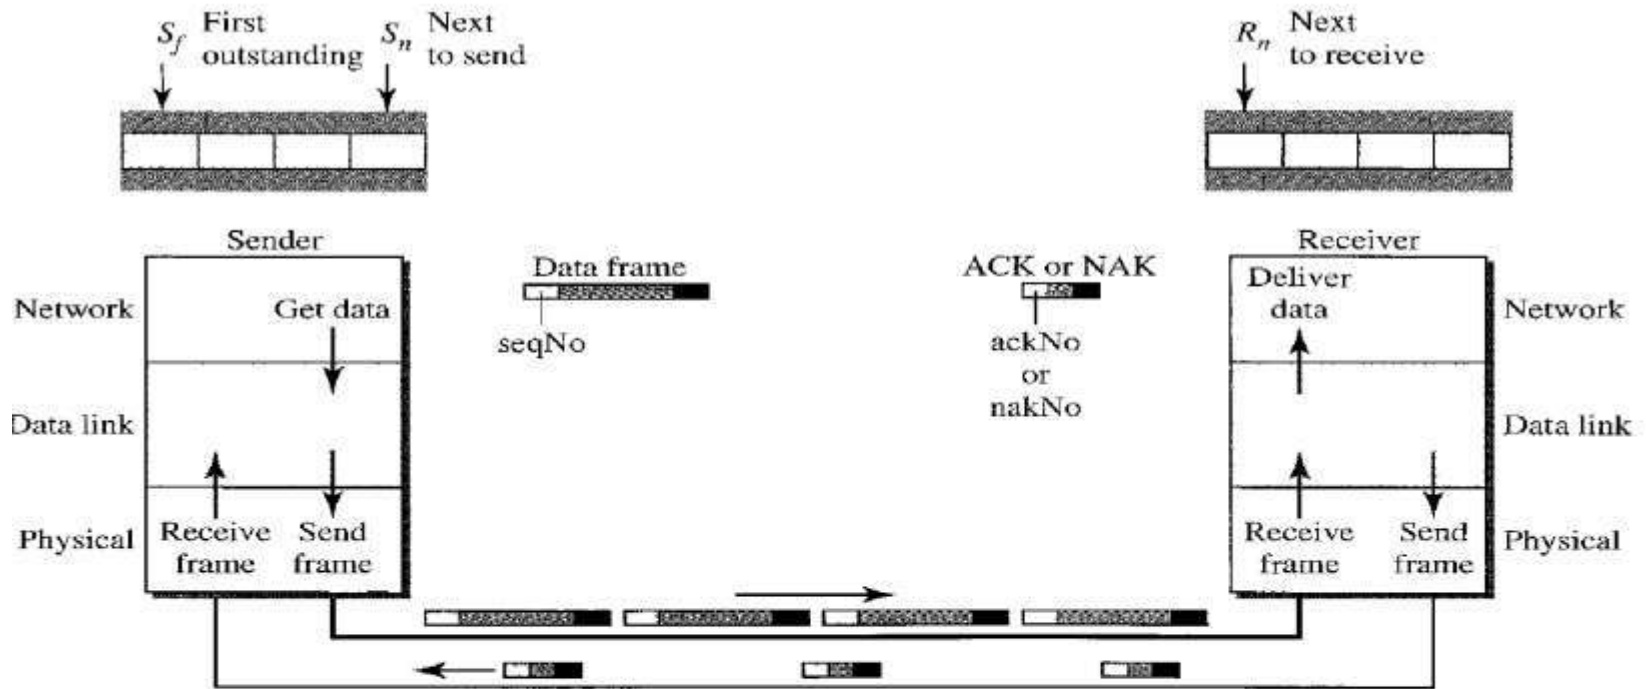 Sf First
outstanding
Sn Next
to send
Rn Next
to receive
Sender
Receiver
Network
Get data
Data frame
seqNo
ACK or NAK
ackNo
or
nakNo
Deliver
data
Network
Data link
Data link
Physical
Receive
frame
Send
frame
Receive
frame
Send
frame
Physical